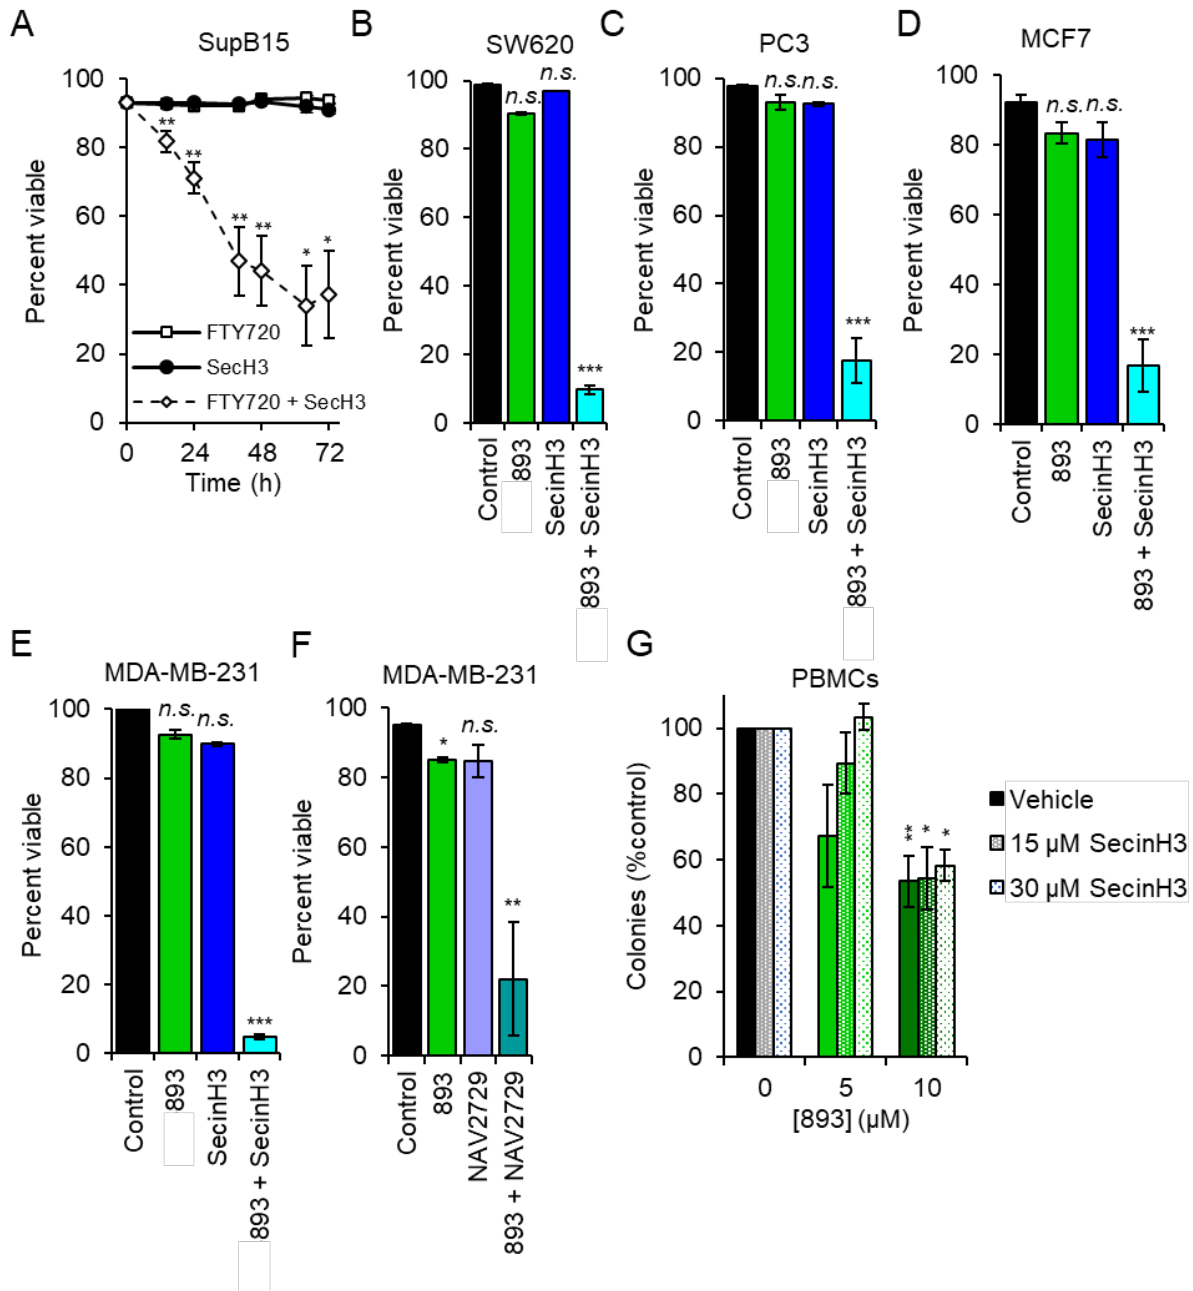 A
SupB15
Percent viable
100
80
60
40
20
0
** ** ** ** * *
FTY720
SecH3
FTY720 + SecH3
0 24 48 72
Time (h)
B
SW620
Percent viable
100
80
60
40
20
0
n.s.
n.s.
***
Control
893
SecinH3
893 + SecinH3
C
PC3
Percent viable
100
80
60
40
20
0
n.s. n.s.
***
Control
893
SecinH3
893 + SecinH3
D
MCF7
Percent viable
100
80
60
40
20
0
n.s. n.s.
***
Control
893
SecinH3
893 + SecinH3
E
MDA-MB-231
Percent viable
100
80
60
40
20
0
n.s. n.s.
***
Control
893
SecinH3
893 + SecinH3
F
MDA-MB-231
Percent viable
100
80
60
40
20
0
*
n.s.
**
Control
893
NAV2729
893 + NAV2729
G
PBMCs
Colonies (%control)
100
80
60
40
20
0
** * *
0 5 10
[893] (µM)
Vehicle
15 µM SecinH3
30 µM SecinH3